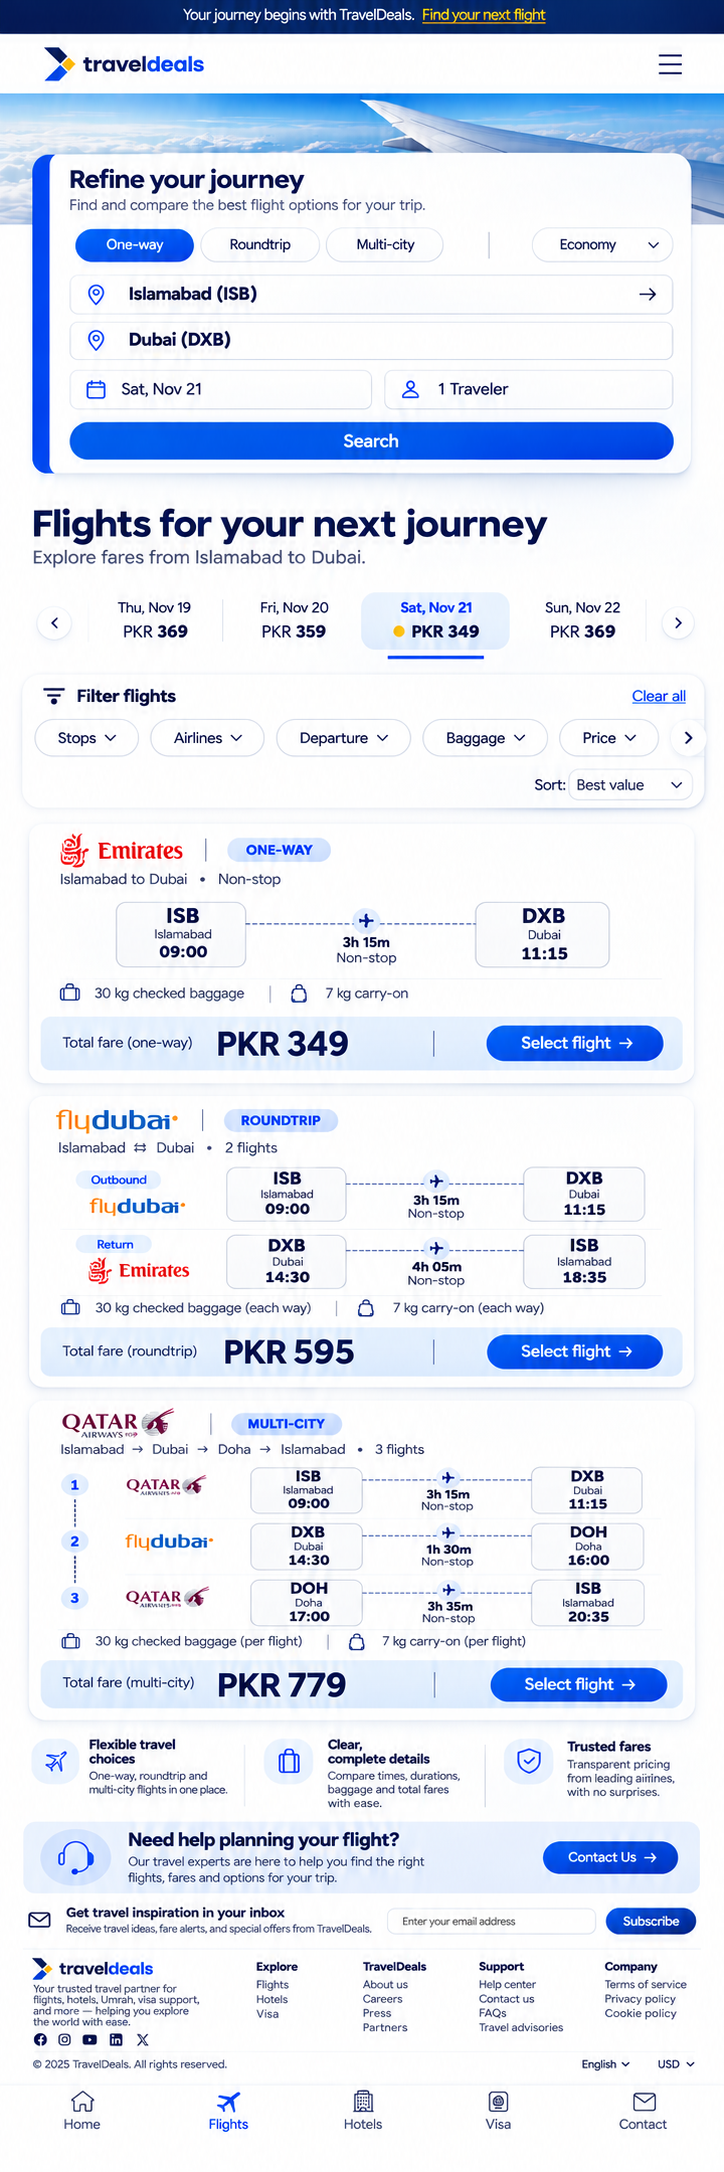 Your journey begins with TravelDeals. Find your next flight
traveldeals
Refine your journey
Find and compare the best flight options for your trip.
One-way Roundtrip Multi-city Economy
Islamabad (ISB)
Dubai (DXB)
Sat, Nov 21 1 Traveler
Search
Flights for your next journey
Explore fares from Islamabad to Dubai.
Thu, Nov 19 Fri, Nov 20 Sat, Nov 21 Sun, Nov 22
PKR 369 PKR 359 PKR 349 PKR 369
Filter flights Clear all
Stops Airlines Departure Baggage Price
Sort: Best value
Emirates ONE-WAY
Islamabad to Dubai • Non-stop
ISB DXB
Islamabad Dubai
09:00 3h 15m 11:15
Non-stop
30 kg checked baggage 7 kg carry-on
Total fare (one-way) PKR 349 Select flight →
flydubai ROUNDTRIP
Islamabad ⇄ Dubai • 2 flights
Outbound ISB DXB
flydubai Islamabad 3h 15m Dubai
09:00 Non-stop 11:15
Return DXB ISB
Emirates Dubai 4h 05m Islamabad
14:30 Non-stop 18:35
30 kg checked baggage (each way) 7 kg carry-on (each way)
Total fare (roundtrip) PKR 595 Select flight →
QATAR AIRWAYS MULTI-CITY
Islamabad → Dubai → Doha → Islamabad • 3 flights
1 QATAR ISB DXB
Islamabad 3h 15m Dubai
09:00 Non-stop 11:15
2 flydubai DXB DOH
Dubai 1h 30m Doha
14:30 Non-stop 16:00
3 QATAR DOH ISB
Doha 3h 35m Islamabad
17:00 Non-stop 20:35
30 kg checked baggage (per flight) 7 kg carry-on (per flight)
Total fare (multi-city) PKR 779 Select flight →
Flexible travel
choices
One-way, roundtrip and
multi-city flights in one place.
Clear,
complete details
Compare times, durations,
baggage and total fares
with ease.
Trusted fares
Transparent pricing
from leading airlines,
with no surprises.
Need help planning your flight?
Our travel experts are here to help you find the right
flights, fares and options for your trip.
Contact Us →
Get travel inspiration in your inbox
Receive travel ideas, fare alerts, and special offers from TravelDeals.
Enter your email address Subscribe
traveldeals
Your trusted travel partner for
flights, hotels, Umrah, visa support,
and more — helping you explore
the world with ease.
Explore
Flights
Hotels
Visa
TravelDeals
About us
Careers
Press
Partners
Support
Help center
Contact us
FAQs
Travel advisories
Company
Terms of service
Privacy policy
Cookie policy
© 2025 TravelDeals. All rights reserved. English USD
Home Flights Hotels Visa Contact